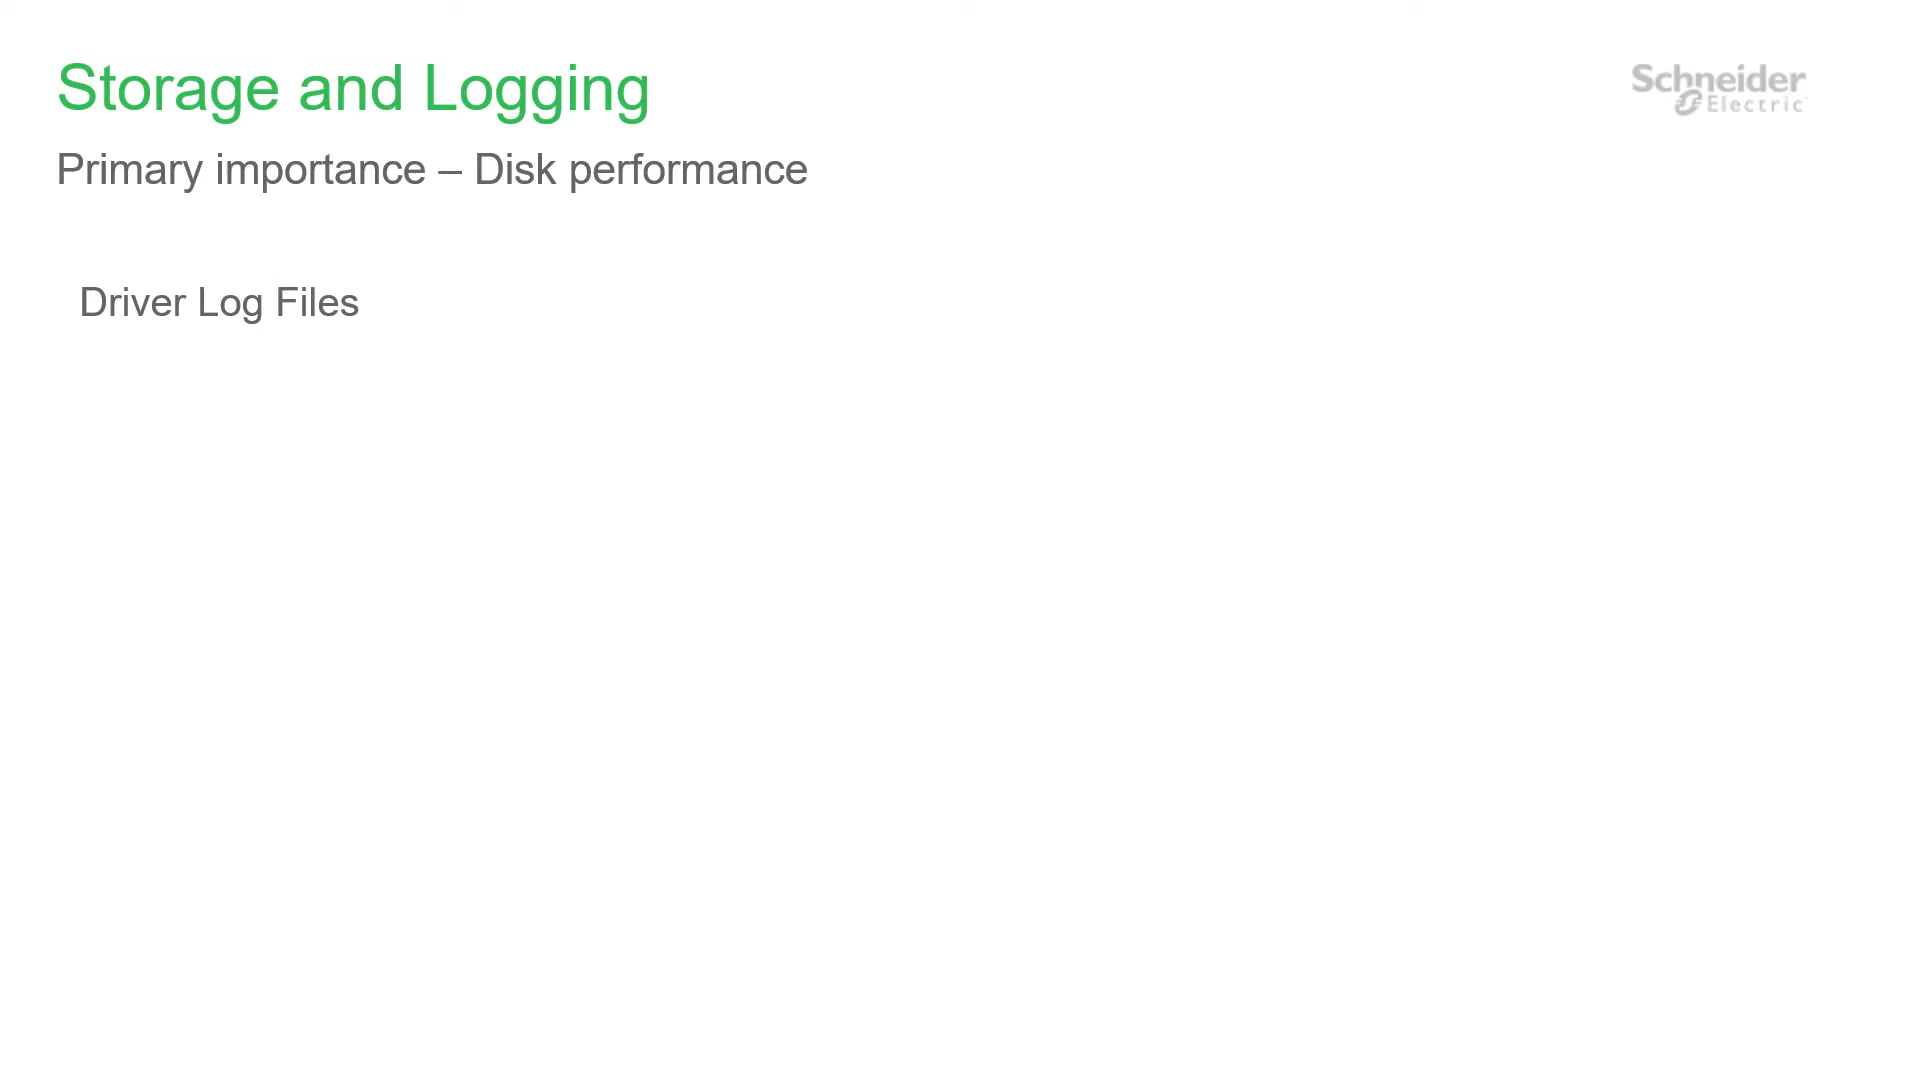 Storage and Logging
Schneider
Electric
Primary importance – Disk performance
Driver Log Files